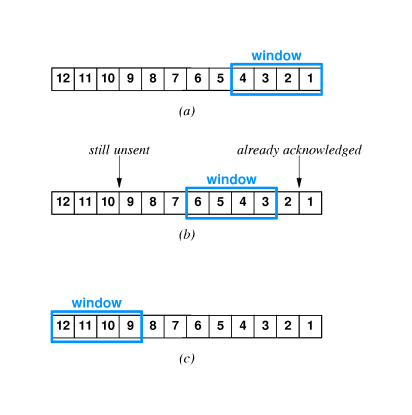 window
12 11 10 9 8 7 6 5 4 3 2 1
(a)
still unsent already acknowledged
window
12 11 10 9 8 7 6 5 4 3 2 1
(b)
window
12 11 10 9 8 7 6 5 4 3 2 1
(c)